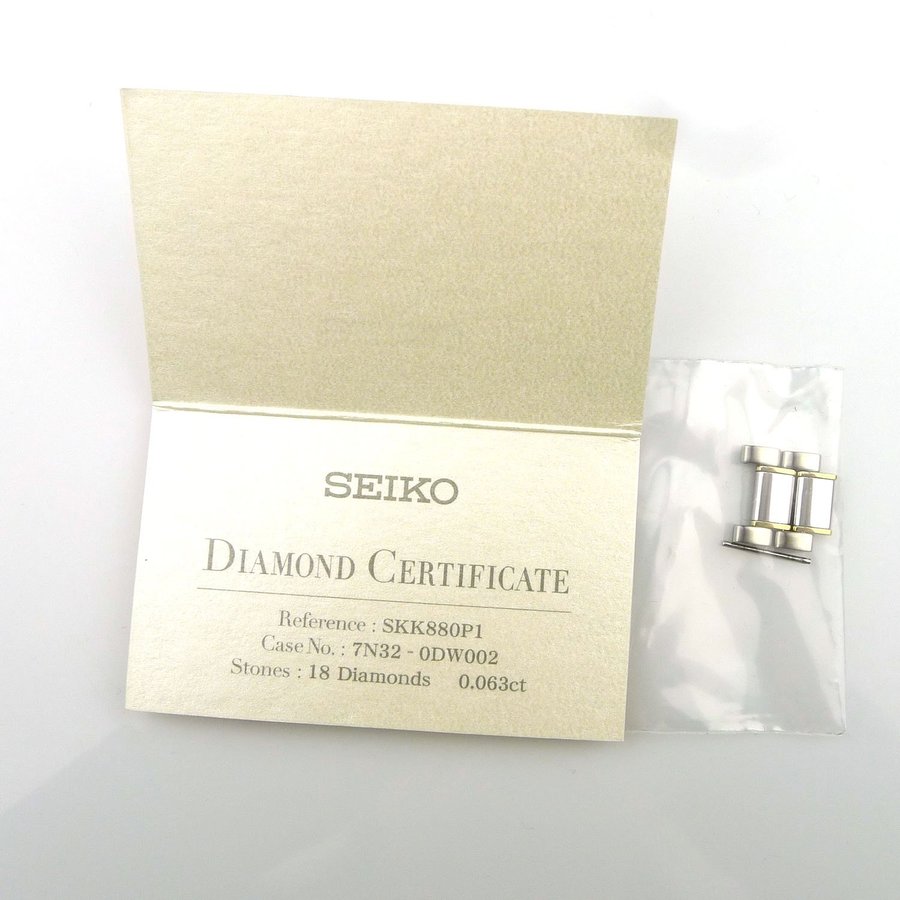 SEIKO
DIAMOND CERTIFICATE
Reference : SKK880P1
Case No. : 7N32 - 0DW002
Stones : 18 Diamonds 0.063ct